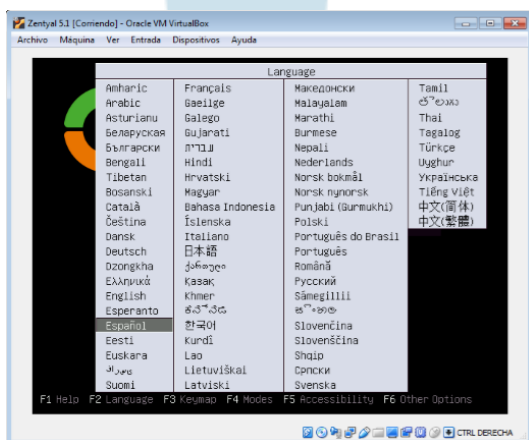 Zentyal 5.1 [Corriendo] - Oracle VM VirtualBox
Archivo Máquina Ver Entrada Dispositivos Ayuda
Language
Amharic Français Македонски Tamil
Arabic Gaeilge Malayalam తెలుగు
Asturianu Galego Marathi Thai
Беларуская Gujarati Burmese Tagalog
Български עברית Nepali Türkçe
Bengali Hindi Nederlands Uyghur
Tibetan Hrvatski Norsk bokmål Українська
Bosanski Magyar Norsk nynorsk Tiếng Việt
Català Bahasa Indonesia Punjabi (Gurmukhi) 中文(简体)
Čeština Íslenska Polski 中文(繁體)
Dansk Italiano Português do Brasil
Deutsch 日本語 Português
Dzongkha ქართული Română
Ελληνικά Қазақ Русский
English Khmer Sámegillii
Esperanto ಕನ್ನಡ සිංහල
Español 한국어 Slovenčina
Eesti Kurdî Slovenščina
Euskara Lao Shqip
فارسی Lietuviškai Српски
Suomi Latviski Svenska
F1 Help F2 Language F3 Keymap F4 Modes F5 Accessibility F6 Other Options
CTRL DERECHA